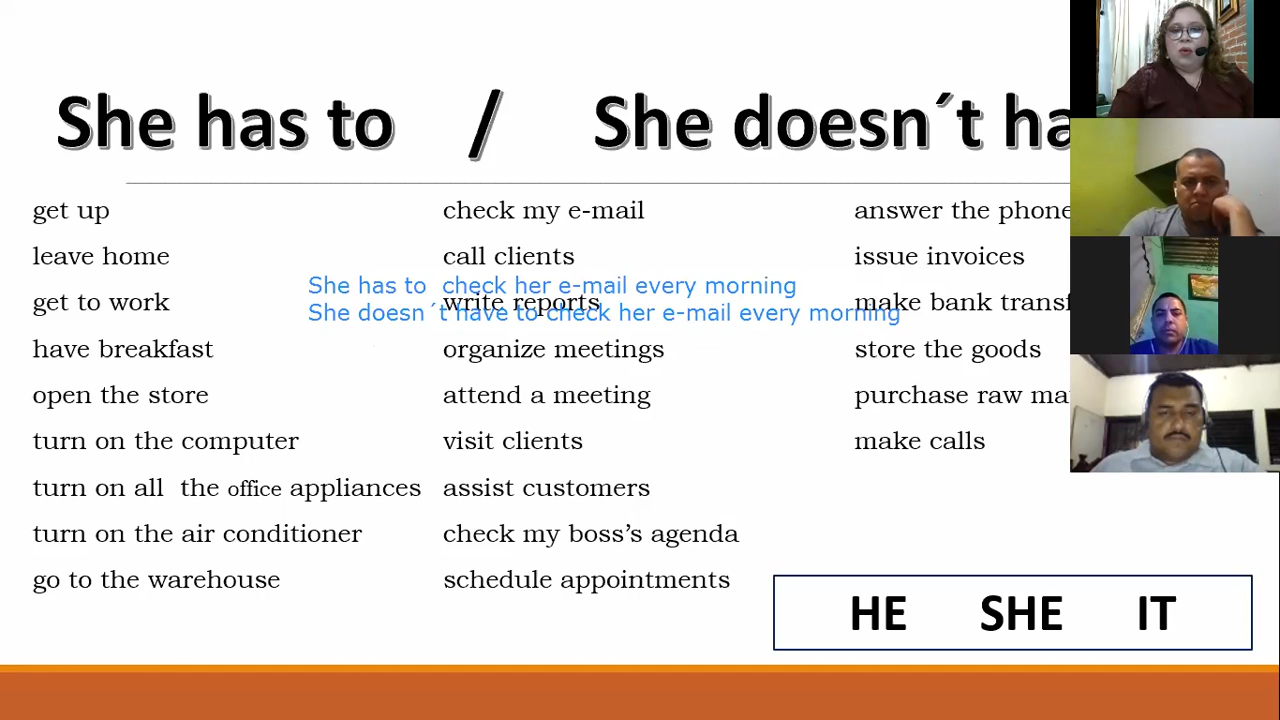 She has to / She doesn´t ha
get up
leave home
get to work
have breakfast
open the store
turn on the computer
turn on all the office appliances
turn on the air conditioner
go to the warehouse
check my e-mail
call clients
write reports
organize meetings
attend a meeting
visit clients
assist customers
check my boss’s agenda
schedule appointments
answer the phone
issue invoices
make bank transf
store the goods
purchase raw ma
make calls
She has to check her e-mail every morning
She doesn´t have to check her e-mail every morning
HE SHE IT